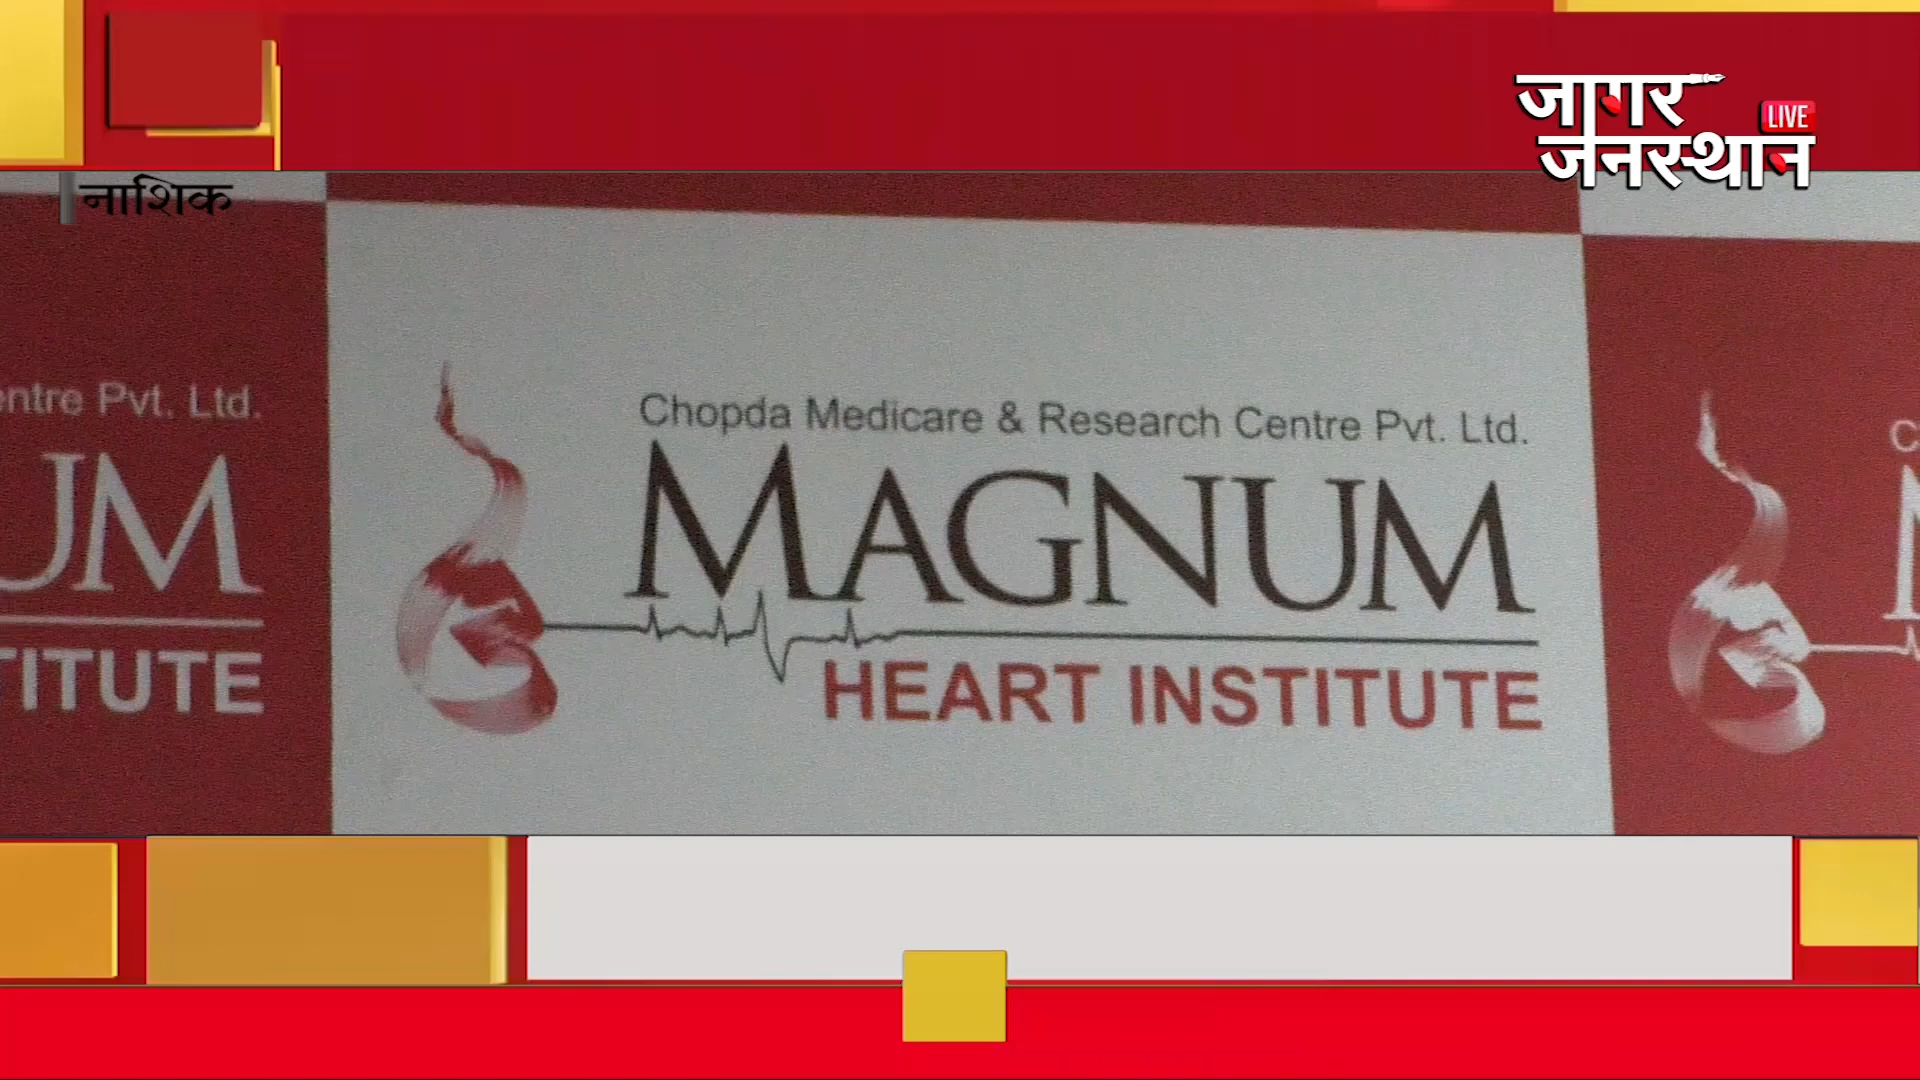 जागर
LIVE
जनस्थान
नाशिक
entre Pvt. Ltd.
UM
TITUTE
Chopda Medicare & Research Centre Pvt. Ltd.
MAGNUM
HEART INSTITUTE
C